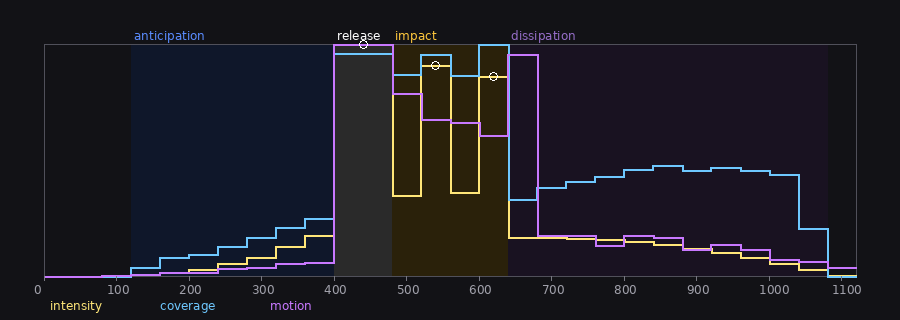 anticipation release impact dissipation
0 100 200 300 400 500 600 700 800 900 1000 1100
intensity coverage motion